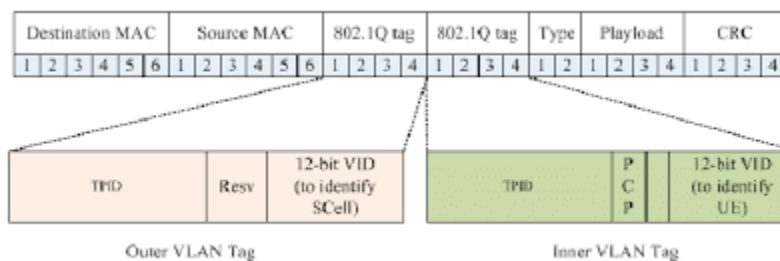 Destination MAC Source MAC 802.1Q tag 802.1Q tag Type Playload CRC
1 2 3 4 5 6 1 2 3 4 5 6 1 2 3 4 1 2 3 4 1 2 1 2 3 4 1 2 3 4
TPID Resv 12-bit VID (to identify SCell) TPID P C P 12-bit VID (to identify UE)
Outer VLAN Tag Inner VLAN Tag